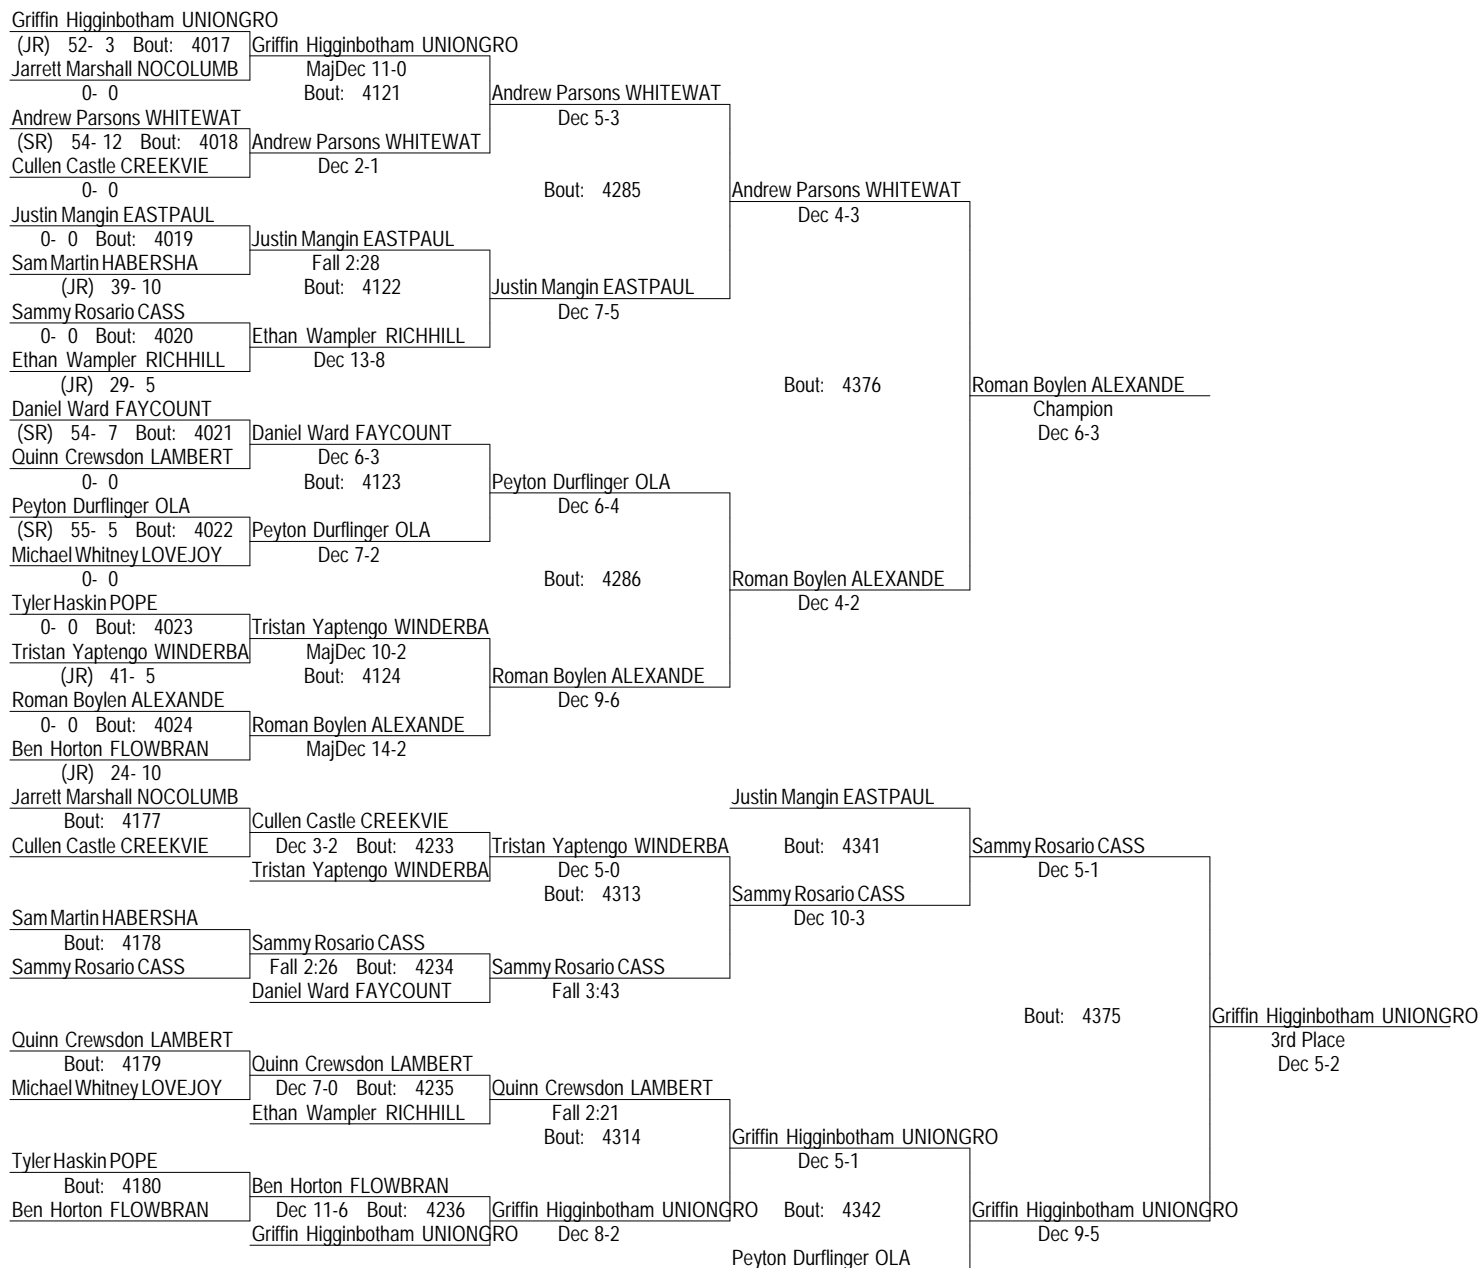 Griffin Higginbotham UNIONGRO
(JR) 52- 3 Bout: 4017 Griffin Higginbotham UNIONGRO
Jarrett Marshall NOCOLUMB MajDec 11-0
0- 0 Bout: 4121 Andrew Parsons WHITEWAT
Andrew Parsons WHITEWAT Dec 5-3
(SR) 54- 12 Bout: 4018 Andrew Parsons WHITEWAT
Cullen Castle CREEKVIE Dec 2-1
0- 0 Bout: 4285 Andrew Parsons WHITEWAT
Justin Mangin EASTPAUL Dec 4-3
0- 0 Bout: 4019 Justin Mangin EASTPAUL
Sam Martin HABERSHA Fall 2:28
(JR) 39- 10 Bout: 4122 Justin Mangin EASTPAUL
Sammy Rosario CASS Dec 7-5
0- 0 Bout: 4020 Ethan Wampler RICHHILL
Ethan Wampler RICHHILL Dec 13-8
(JR) 29- 5 Bout: 4376 Roman Boylen ALEXANDE
Daniel Ward FAYCOUNT Champion
(SR) 54- 7 Bout: 4021 Daniel Ward FAYCOUNT Dec 6-3
Quinn Crewsdon LAMBERT Dec 6-3
0- 0 Bout: 4123 Peyton Durflinger OLA
Peyton Durflinger OLA Dec 6-4
(SR) 55- 5 Bout: 4022 Peyton Durflinger OLA
Michael Whitney LOVEJOY Dec 7-2
0- 0 Bout: 4286 Roman Boylen ALEXANDE
Tyler Haskin POPE Dec 4-2
0- 0 Bout: 4023 Tristan Yaptengo WINDERBA
Tristan Yaptengo WINDERBA MajDec 10-2
(JR) 41- 5 Bout: 4124 Roman Boylen ALEXANDE
Roman Boylen ALEXANDE Dec 9-6
0- 0 Bout: 4024 Roman Boylen ALEXANDE
Ben Horton FLOWBRAN MajDec 14-2
(JR) 24- 10
Jarrett Marshall NOCOLUMB Justin Mangin EASTPAUL
Bout: 4177 Cullen Castle CREEKVIE
Cullen Castle CREEKVIE Dec 3-2 Bout: 4233 Tristan Yaptengo WINDERBA Bout: 4341 Sammy Rosario CASS
Tristan Yaptengo WINDERBA Dec 5-0 Dec 5-1
Bout: 4313 Sammy Rosario CASS
Sam Martin HABERSHA Dec 10-3
Bout: 4178 Sammy Rosario CASS
Sammy Rosario CASS Fall 2:26 Bout: 4234 Sammy Rosario CASS
Daniel Ward FAYCOUNT Fall 3:43
Bout: 4375 Griffin Higginbotham UNIONGRO
Quinn Crewsdon LAMBERT 3rd Place
Bout: 4179 Quinn Crewsdon LAMBERT Dec 5-2
Michael Whitney LOVEJOY Dec 7-0 Bout: 4235 Quinn Crewsdon LAMBERT
Ethan Wampler RICHHILL Fall 2:21
Bout: 4314 Griffin Higginbotham UNIONGRO
Tyler Haskin POPE Dec 5-1
Bout: 4180 Ben Horton FLOWBRAN
Ben Horton FLOWBRAN Dec 11-6 Bout: 4236 Griffin Higginbotham UNIONGRO Bout: 4342 Griffin Higginbotham UNIONGRO
Griffin Higginbotham UNIONGRO Dec 8-2 Dec 9-5
Peyton Durflinger OLA